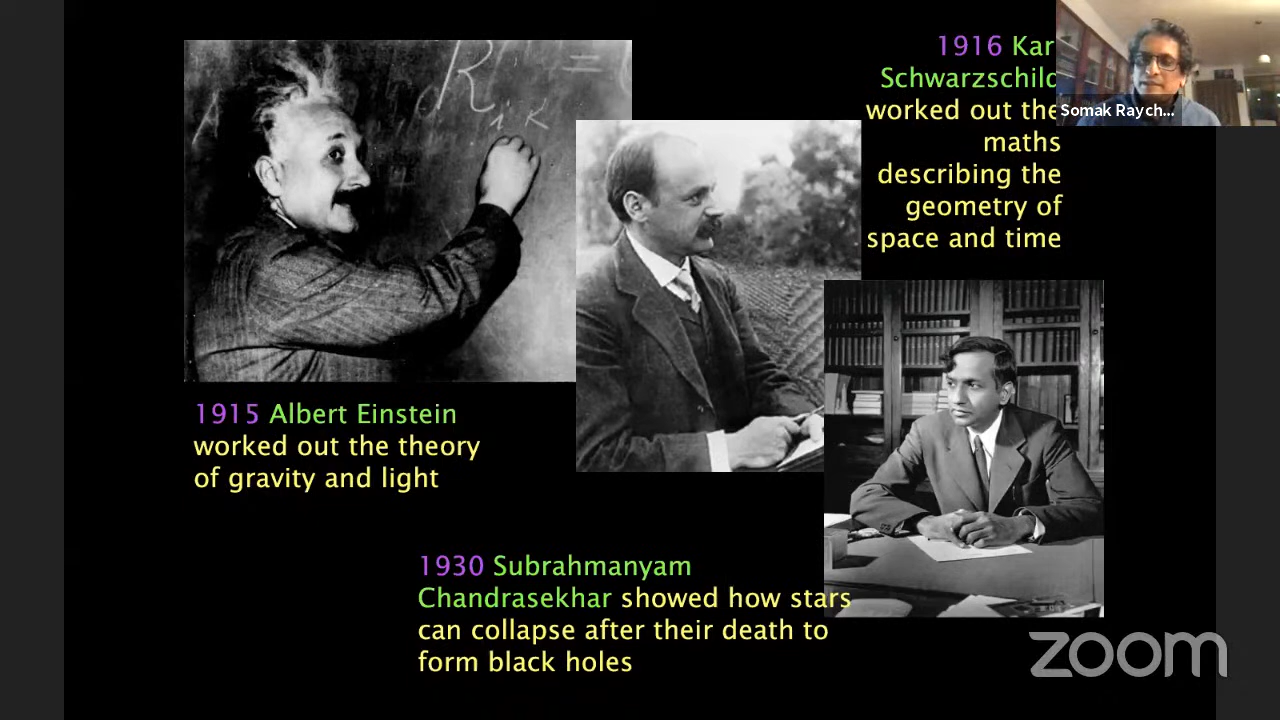 1916 Kar
Schwarzschild
worked out the
maths
describing the
geometry of
space and time
Somak Raych...
R =
i K
1915 Albert Einstein
worked out the theory
of gravity and light
1930 Subrahmanyam
Chandrasekhar showed how stars
can collapse after their death to
form black holes
zoom